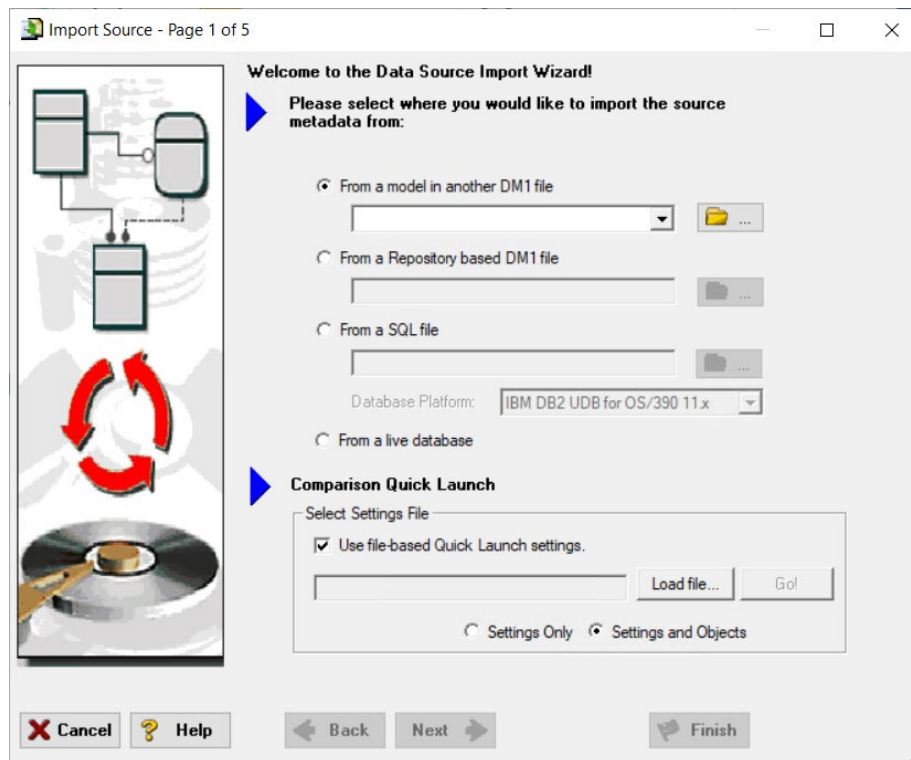 Import Source - Page 1 of 5
Welcome to the Data Source Import Wizard!
Please select where you would like to import the source
metadata from:
From a model in another DM1 file
...
From a Repository based DM1 file
...
From a SQL file
...
Database Platform: IBM DB2 UDB for OS/390 11.x
From a live database
Comparison Quick Launch
Select Settings File
Use file-based Quick Launch settings.
Load file... Go!
Settings Only Settings and Objects
Cancel Help Back Next Finish